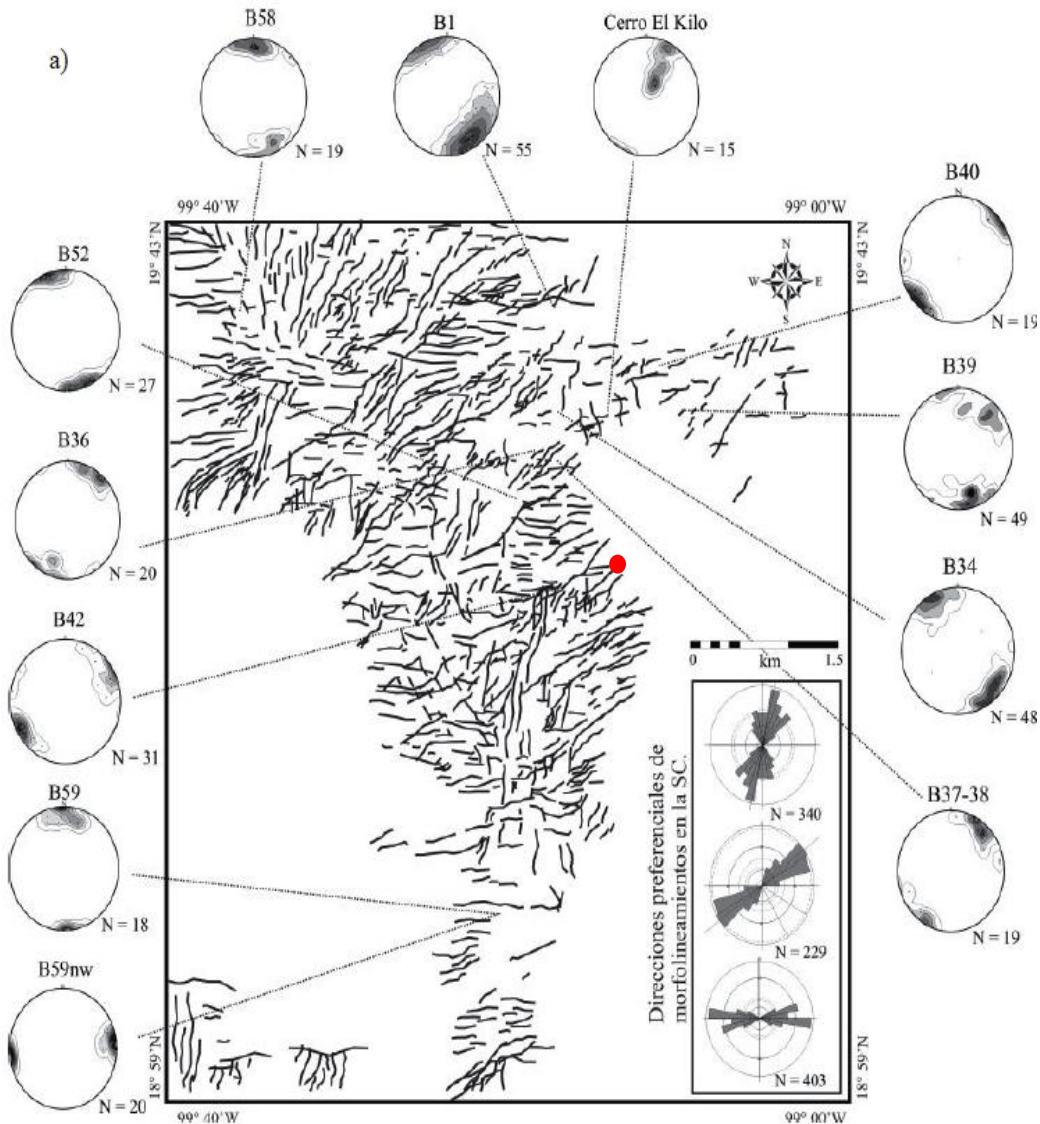 a)
B58
N = 19
B1
N = 55
Cerro El Kilo
N = 15
B40
N
N = 19
B52
N = 27
B39
N = 49
B36
N = 20
B34
N = 48
B42
N = 31
B37-38
N = 19
B59
N = 18
B59nw
N = 20
99° 40'W
99° 00'W
19° 43'N
19° 43'N
N
W
E
S
0
km
1.5
Direcciones preferenciales de
morfolineamientos en la SC.
N = 340
N = 229
N = 403
18° 59'N
18° 59'N
99° 40'W
99° 00'W